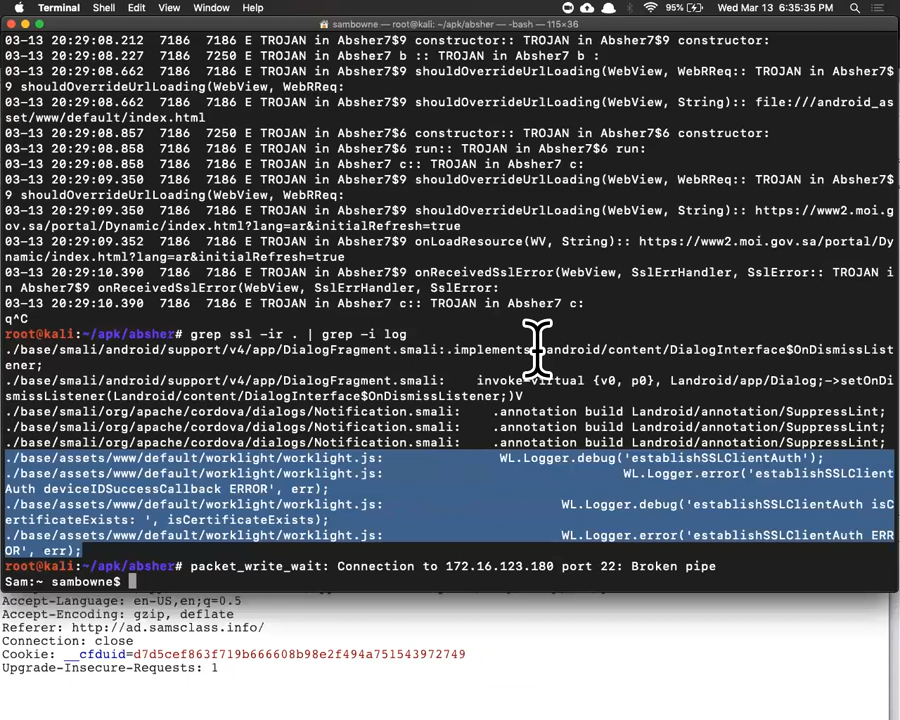 Terminal Shell Edit View Window Help 95% Wed Mar 13 6:35:35 PM
sambowne — root@kali: ~/apk/absher — -bash — 115×36
03-13 20:29:08.212  7186  7186 E TROJAN in Absher7$9 constructor:: TROJAN in Absher7$9 constructor:
03-13 20:29:08.227  7186  7250 E TROJAN in Absher7 b :: TROJAN in Absher7 b :
03-13 20:29:08.662  7186  7186 E TROJAN in Absher7$9 shouldOverrideUrlLoading(WebView, WebRReq:: TROJAN in Absher7$
9 shouldOverrideUrlLoading(WebView, WebRReq:
03-13 20:29:08.662  7186  7186 E TROJAN in Absher7$9 shouldOverrideUrlLoading(WebView, String):: file:///android_as
set/www/default/index.html
03-13 20:29:08.857  7186  7250 E TROJAN in Absher7$6 constructor:: TROJAN in Absher7$6 constructor:
03-13 20:29:08.858  7186  7186 E TROJAN in Absher7$6 run:: TROJAN in Absher7$6 run:
03-13 20:29:08.858  7186  7186 E TROJAN in Absher7 c:: TROJAN in Absher7 c:
03-13 20:29:09.350  7186  7186 E TROJAN in Absher7$9 shouldOverrideUrlLoading(WebView, WebRReq:: TROJAN in Absher7$
9 shouldOverrideUrlLoading(WebView, WebRReq:
03-13 20:29:09.350  7186  7186 E TROJAN in Absher7$9 shouldOverrideUrlLoading(WebView, String):: https://www2.moi.g
ov.sa/portal/Dynamic/index.html?lang=ar&initialRefresh=true
03-13 20:29:09.352  7186  7186 E TROJAN in Absher7$9 onLoadResource(WV, String):: https://www2.moi.gov.sa/portal/Dy
namic/index.html?lang=ar&initialRefresh=true
03-13 20:29:10.390  7186  7186 E TROJAN in Absher7$9 onReceivedSslError(WebView, SslErrHandler, SslError:: TROJAN i
n Absher7$9 onReceivedSslError(WebView, SslErrHandler, SslError:
03-13 20:29:10.390  7186  7186 E TROJAN in Absher7 c:: TROJAN in Absher7 c:
q^C
root@kali:~/apk/absher# grep ssl -ir . | grep -i log
./base/smali/android/support/v4/app/DialogFragment.smali:.implements android/content/DialogInterface$OnDismissList
ener;
./base/smali/android/support/v4/app/DialogFragment.smali:    invoke-virtual {v0, p0}, Landroid/app/Dialog;->setOnDi
smissListener(Landroid/content/DialogInterface$OnDismissListener;)V
./base/smali/org/apache/cordova/dialogs/Notification.smali:    .annotation build Landroid/annotation/SuppressLint;
./base/smali/org/apache/cordova/dialogs/Notification.smali:    .annotation build Landroid/annotation/SuppressLint;
./base/smali/org/apache/cordova/dialogs/Notification.smali:    .annotation build Landroid/annotation/SuppressLint;
./base/assets/www/default/worklight/worklight.js:                WL.Logger.debug('establishSSLClientAuth');
./base/assets/www/default/worklight/worklight.js:                                WL.Logger.error('establishSSLClient
Auth deviceIDSuccessCallback ERROR', err);
./base/assets/www/default/worklight/worklight.js:                        WL.Logger.debug('establishSSLClientAuth isC
ertificateExists: ', isCertificateExists);
./base/assets/www/default/worklight/worklight.js:                        WL.Logger.error('establishSSLClientAuth ERR
OR', err);
root@kali:~/apk/absher# packet_write_wait: Connection to 172.16.123.180 port 22: Broken pipe
Sam:~ sambowne$
Accept-Language: en-US,en;q=0.5
Accept-Encoding: gzip, deflate
Referer: http://ad.samsclass.info/
Connection: close
Cookie: __cfduid=d7d5cef863f719b666608b98e2f494a751543972749
Upgrade-Insecure-Requests: 1